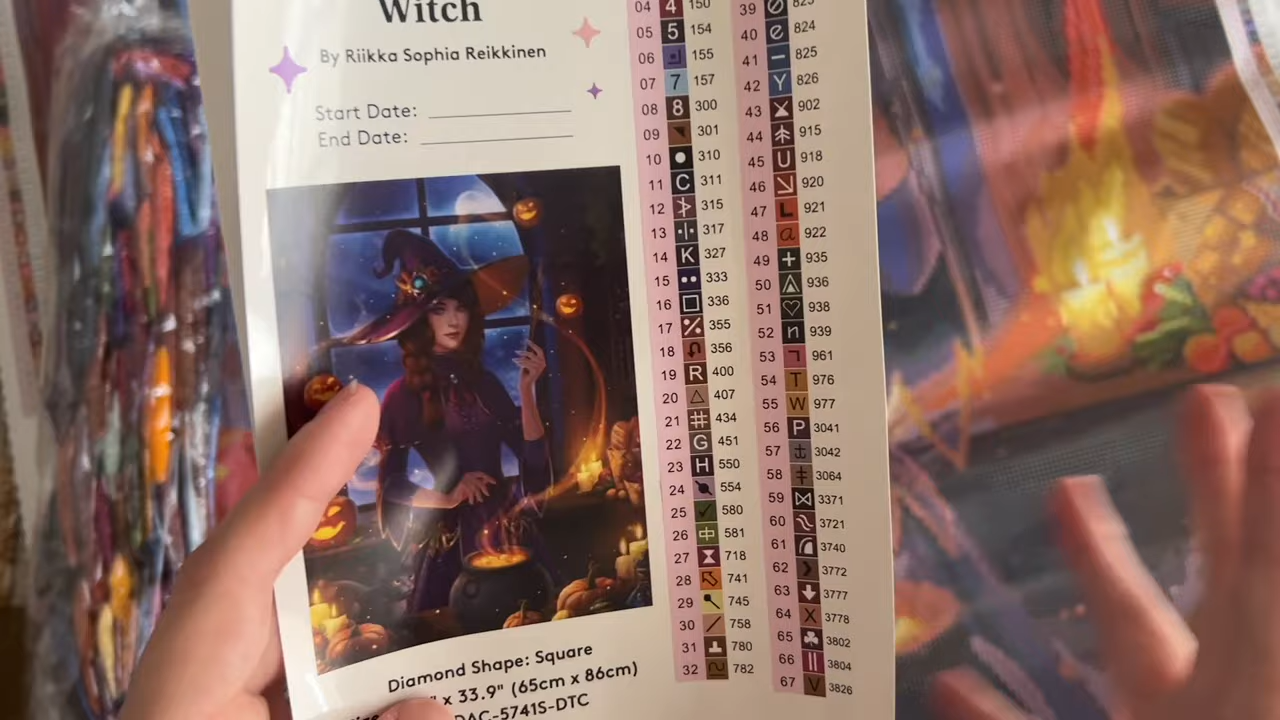 Witch
By Riikka Sophia Reikkinen
Start Date:
End Date:
Diamond Shape: Square
x 33.9" (65cm x 86cm)
DAC-5741S-DTC
04 4 150
05 5 154
06 155
07 7 157
08 8 300
09 301
10 310
11 C 311
12 315
13 317
14 K 327
15 333
16 336
17 355
18 356
19 R 400
20 407
21 # 434
22 G 451
23 H 550
24 554
25 580
26 中 581
27 718
28 741
29 745
30 / 758
31 780
32 782
39 825
40 e 824
41 – 825
42 Y 826
43 902
44 915
45 U 918
46 920
47 L 921
48 a 922
49 + 935
50 936
51 ♡ 938
52 n 939
53 961
54 T 976
55 W 977
56 P 3041
57 3042
58 ‡ 3064
59 3371
60 3721
61 3740
62 3772
63 3777
64 X 3778
65 ♣ 3802
66 3804
67 V 3826